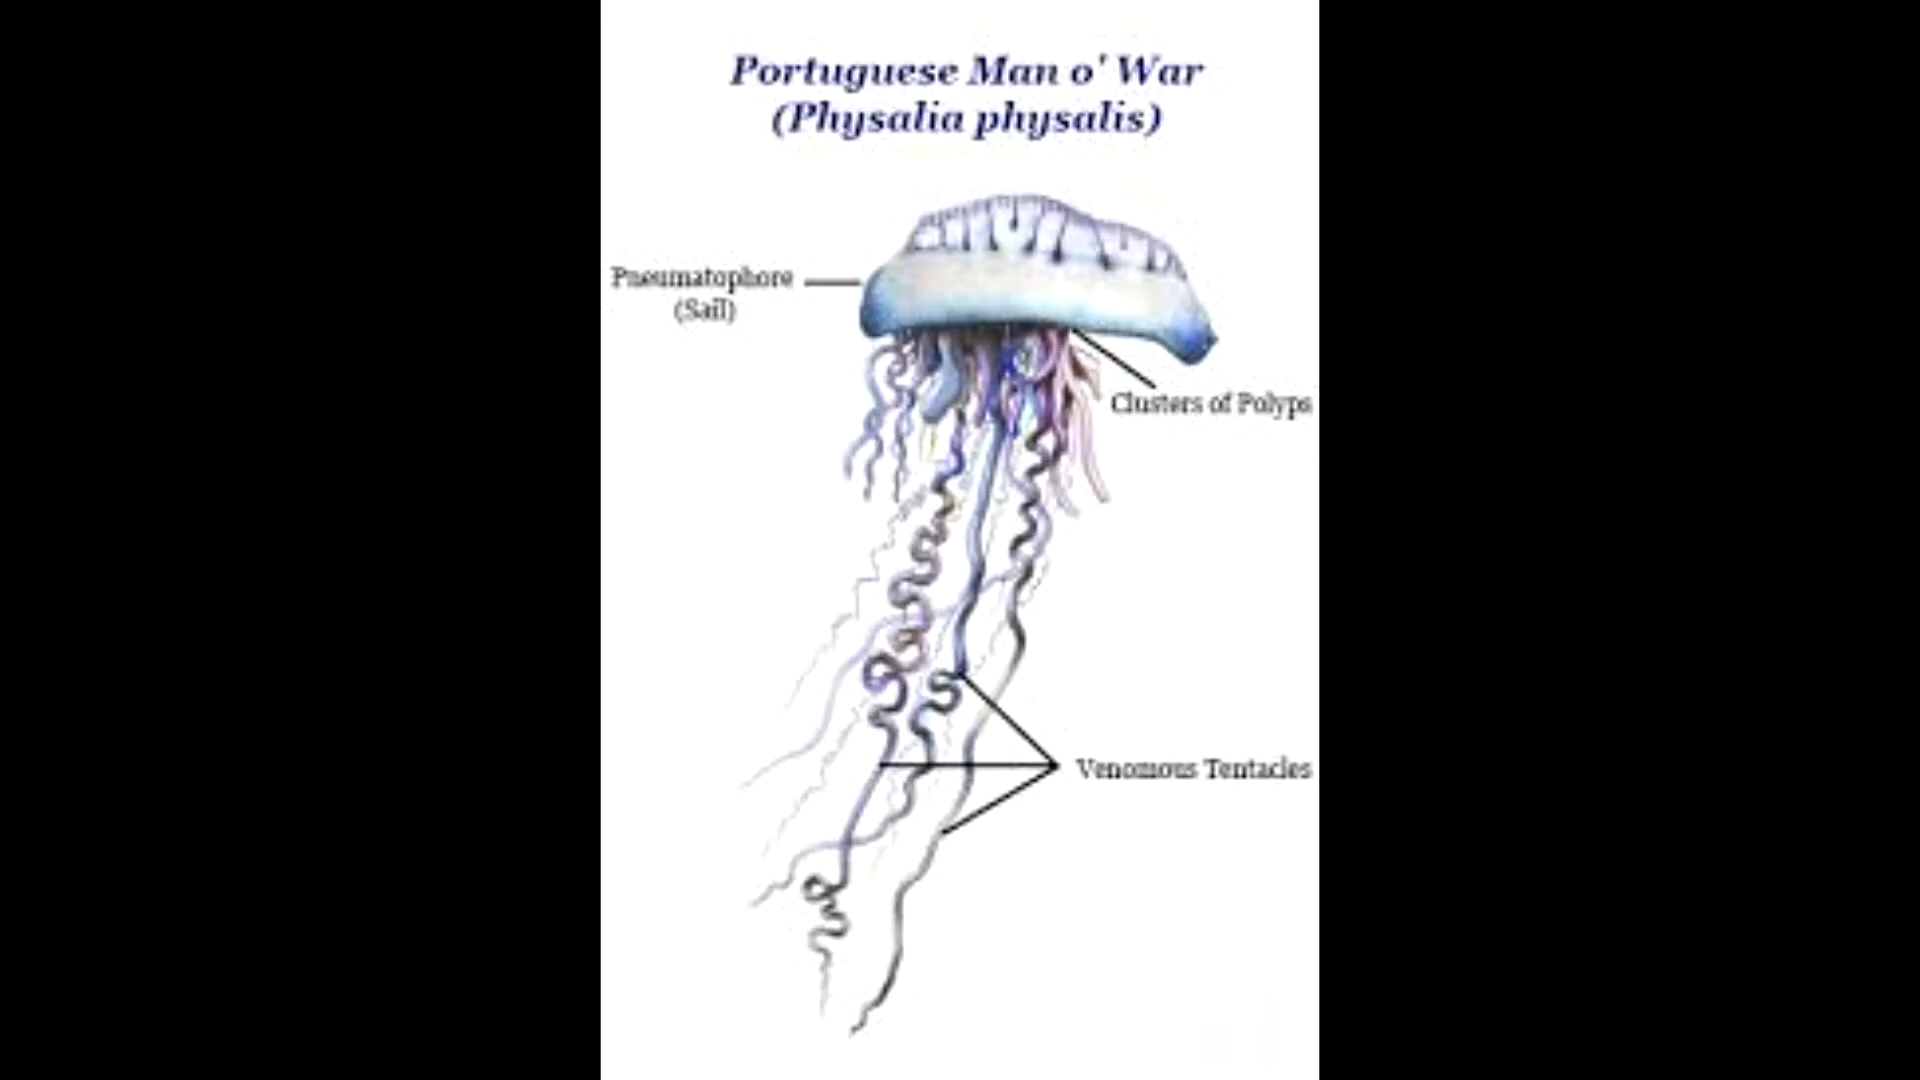 Portuguese Man o' War
(Physalia physalis)
Pneumatophore
(Sail)
Clusters of Polyps
Venomous Tentacles